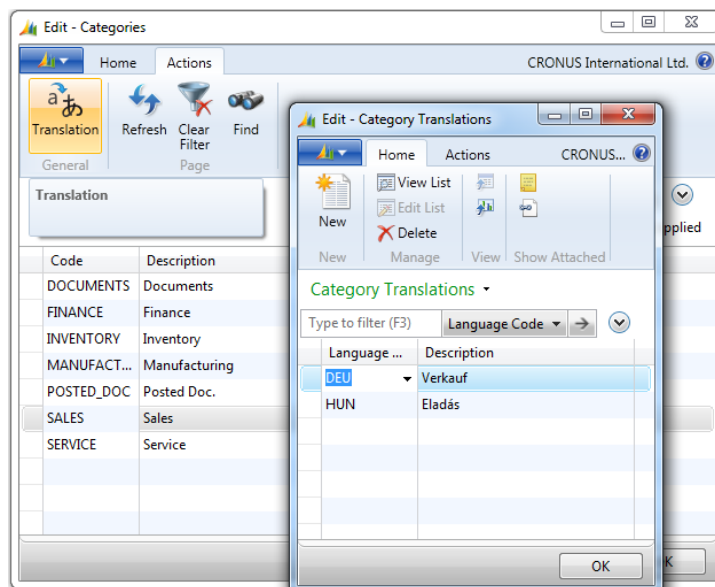 Edit - Categories
Home Actions CRONUS International Ltd.
Translation Refresh Clear Filter Find
General Page
Translation
Code Description
DOCUMENTS Documents
FINANCE Finance
INVENTORY Inventory
MANUFACT... Manufacturing
POSTED_DOC Posted Doc.
SALES Sales
SERVICE Service
Edit - Category Translations
Home Actions CRONUS...
New
View List
Edit List
Delete
New Manage View Show Attached
Category Translations
Type to filter (F3) Language Code
Language ... Description
DEU Verkauf
HUN Eladás
OK